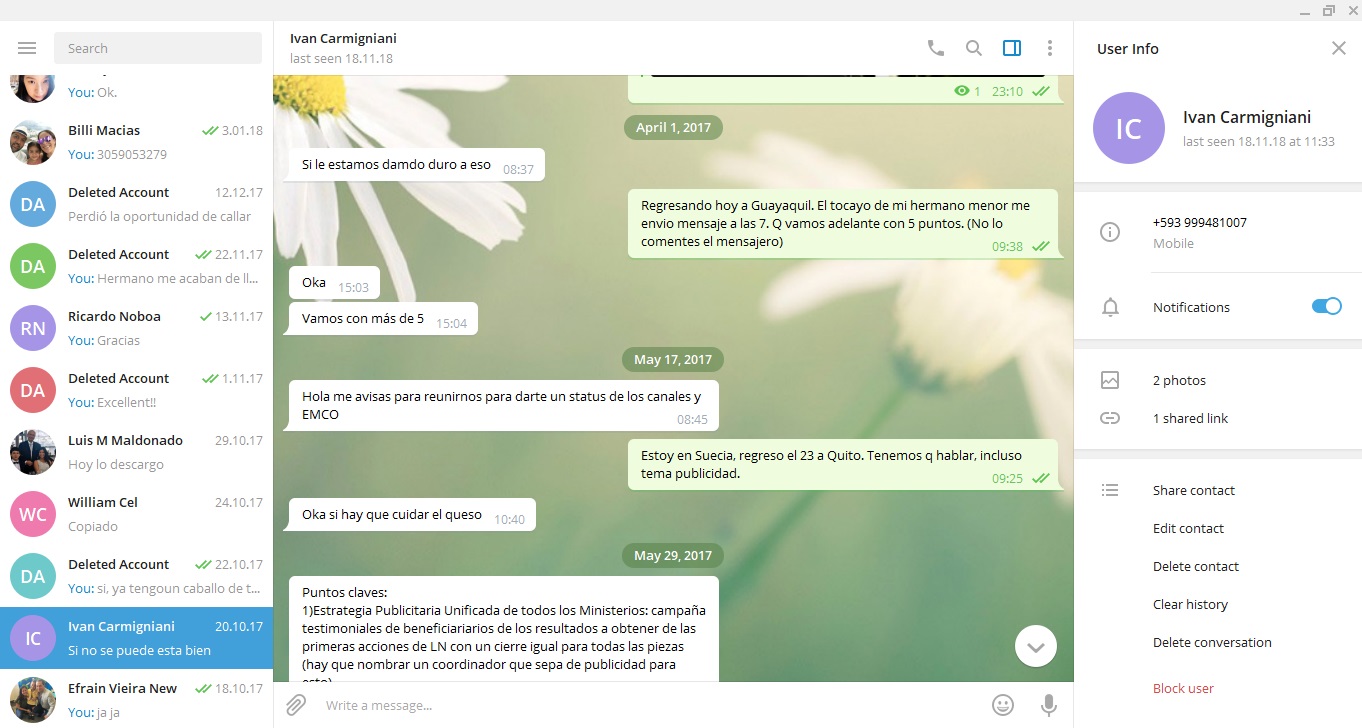 Search
You: Ok.
Billi Macias
3.01.18
You: 3059053279
DA
Deleted Account
12.12.17
Perdió la oportunidad de callar
DA
Deleted Account
22.11.17
You: Hermano me acaban de ll...
RN
Ricardo Noboa
13.11.17
You: Gracias
DA
Deleted Account
1.11.17
You: Excellent!!
Luis M Maldonado
29.10.17
Hoy lo descargo
WC
William Cel
24.10.17
Copiado
DA
Deleted Account
22.10.17
You: si, ya tengoun caballo de t...
IC
Ivan Carmigniani
20.10.17
Si no se puede esta bien
Efrain Vieira New
18.10.17
You: ja ja
Ivan Carmigniani
last seen 18.11.18
1 23:10
April 1, 2017
Si le estamos damdo duro a eso
08:37
Regresando hoy a Guayaquil. El tocayo de mi hermano menor me
envio mensaje a las 7. Q vamos adelante con 5 puntos. (No lo
comentes el mensajero)
09:38
Oka
15:03
Vamos con más de 5
15:04
May 17, 2017
Hola me avisas para reunirnos para darte un status de los canales y
EMCO
08:45
Estoy en Suecia, regreso el 23 a Quito. Tenemos q hablar, incluso
tema publicidad.
09:25
Oka si hay que cuidar el queso
10:40
May 29, 2017
Puntos claves:
1)Estrategia Publicitaria Unificada de todos los Ministerios: campaña
testimoniales de beneficiariarios de los resultados a obtener de las
primeras acciones de LN con un cierre igual para todas las piezas
(hay que nombrar un coordinador que sepa de publicidad para
Write a message...
User Info
IC
Ivan Carmigniani
last seen 18.11.18 at 11:33
+593 999481007
Mobile
Notifications
2 photos
1 shared link
Share contact
Edit contact
Delete contact
Clear history
Delete conversation
Block user